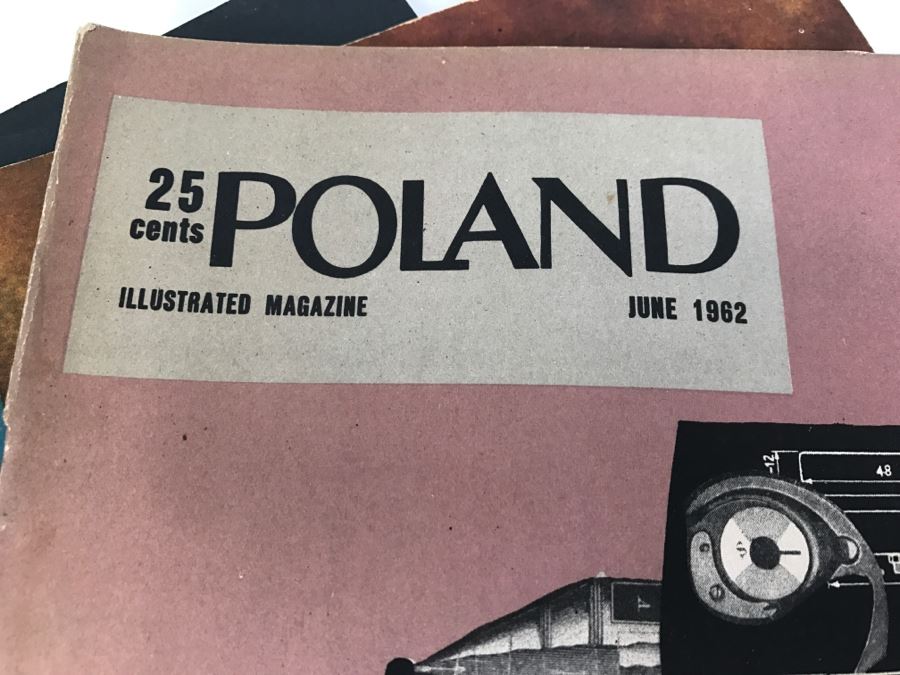 25
cents
POLAND
ILLUSTRATED MAGAZINE
JUNE 1962
12
48